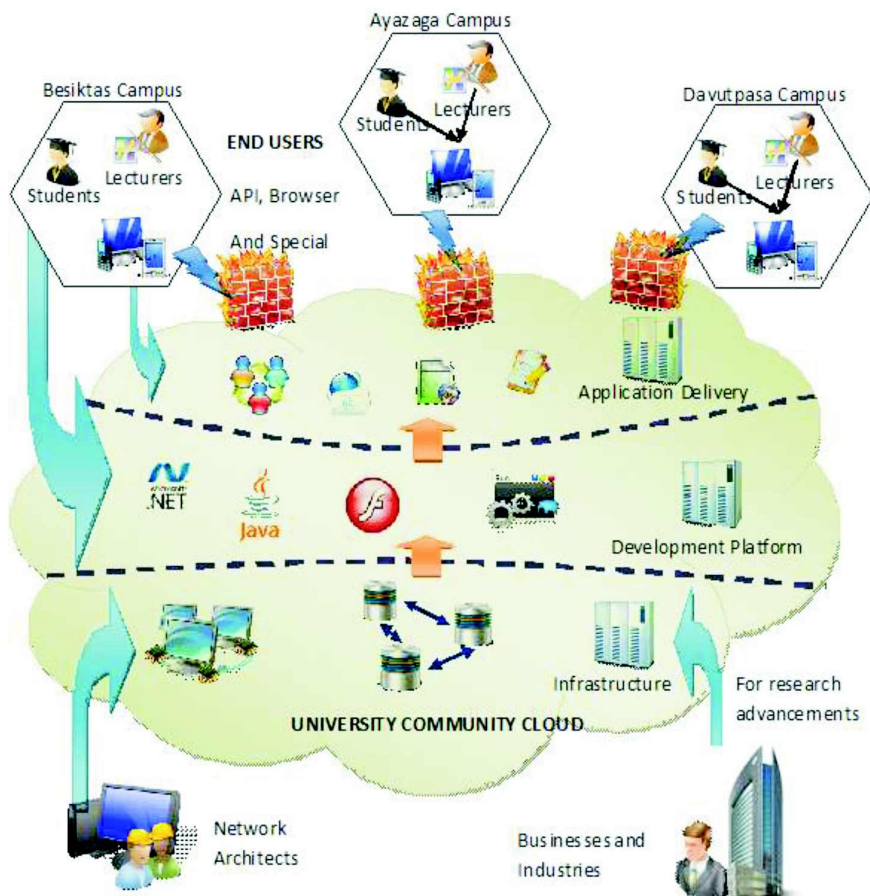 Ayazaga Campus
Besiktas Campus
Davutpasa Campus
Lecturers
Students
END USERS
Lecturers
Students
Lecturers
Students
API, Browser
And Special
Application Delivery
.NET
Java
Development Platform
Infrastructure
For research
advancements
UNIVERSITY COMMUNITY CLOUD
Network
Architects
Businesses and
Industries